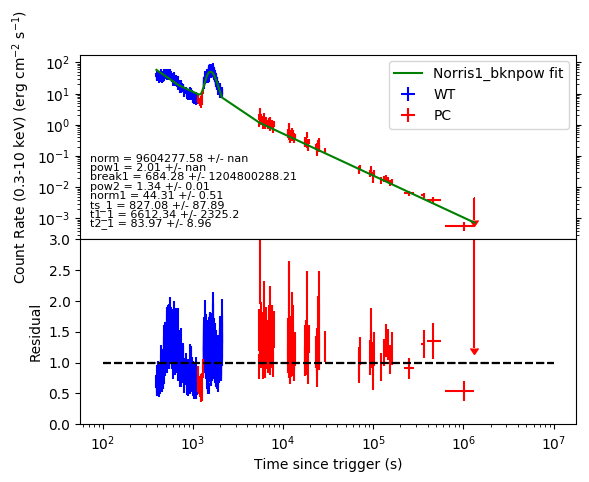 Count Rate (0.3-10 keV) (erg cm⁻² s⁻¹)
10²
10¹
10⁰
10⁻¹
10⁻²
10⁻³
Norris1_bknpow fit
WT
PC
norm = 9604277.58 +/- nan
pow1 = 2.01 +/- nan
break1 = 684.28 +/- 1204800288.21
pow2 = 1.34 +/- 0.01
norm1 = 44.31 +/- 0.51
ts_1 = 827.08 +/- 87.89
t1_1 = 6612.34 +/- 2325.2
t2_1 = 83.97 +/- 8.96
Residual
3.0
2.5
2.0
1.5
1.0
0.5
0.0
10² 10³ 10⁴ 10⁵ 10⁶ 10⁷
Time since trigger (s)